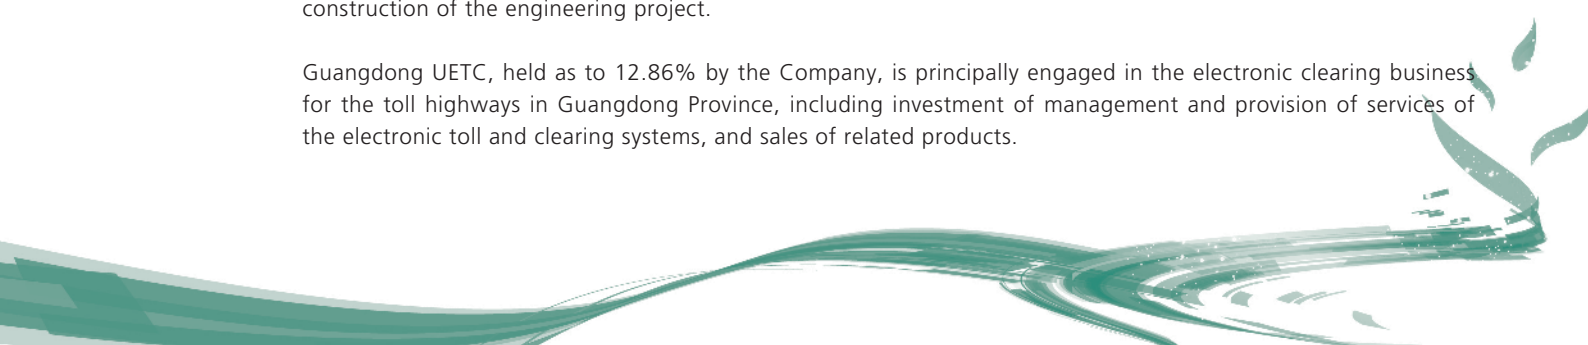 construction of the engineering project.
Guangdong UETC, held as to 12.86% by the Company, is principally engaged in the electronic clearing business
for the toll highways in Guangdong Province, including investment of management and provision of services of
the electronic toll and clearing systems, and sales of related products.